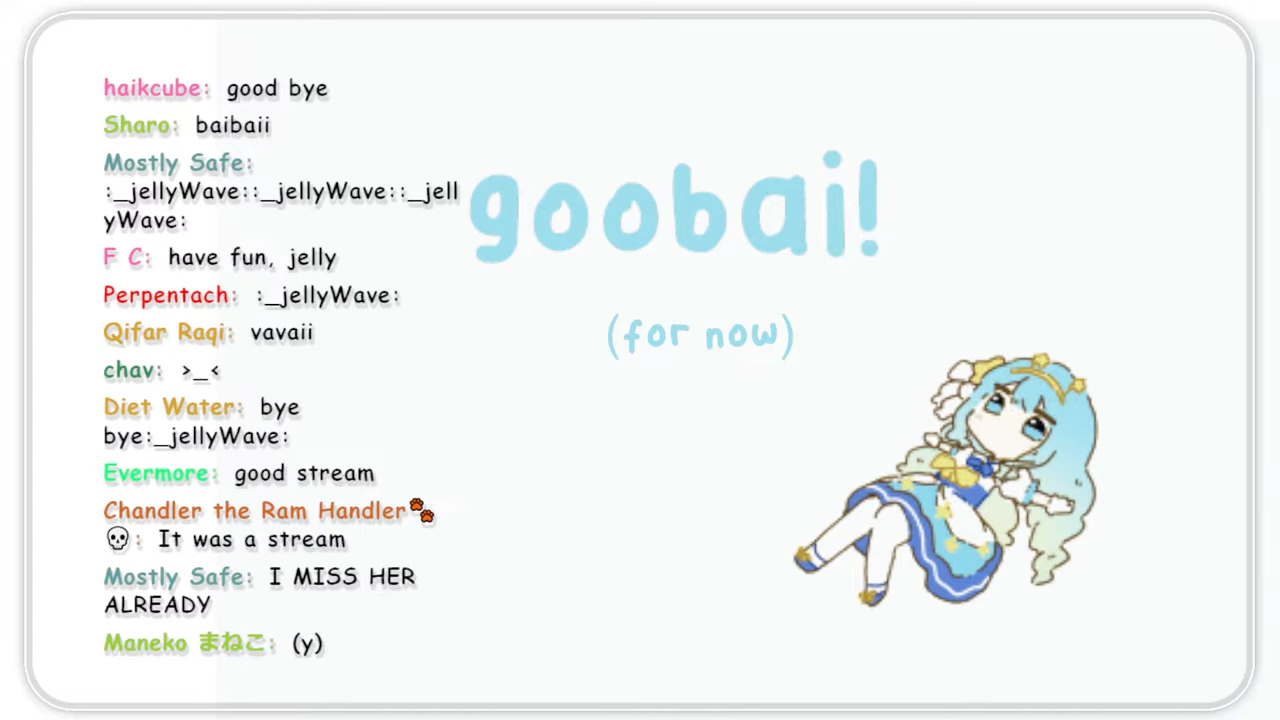 haikcube: good bye
Sharo: baibaii
Mostly Safe:
:_jellyWave::_jellyWave::_jell
yWave:
F C: have fun, jelly
Perpentach: :_jellyWave:
Qifar Raqi: vavaii
chav: >_<
Diet Water: bye
bye:_jellyWave:
Evermore: good stream
Chandler the Ram Handler🐾
💀: It was a stream
Mostly Safe: I MISS HER
ALREADY
Maneko まねこ: (y)
goobai!
(for now)